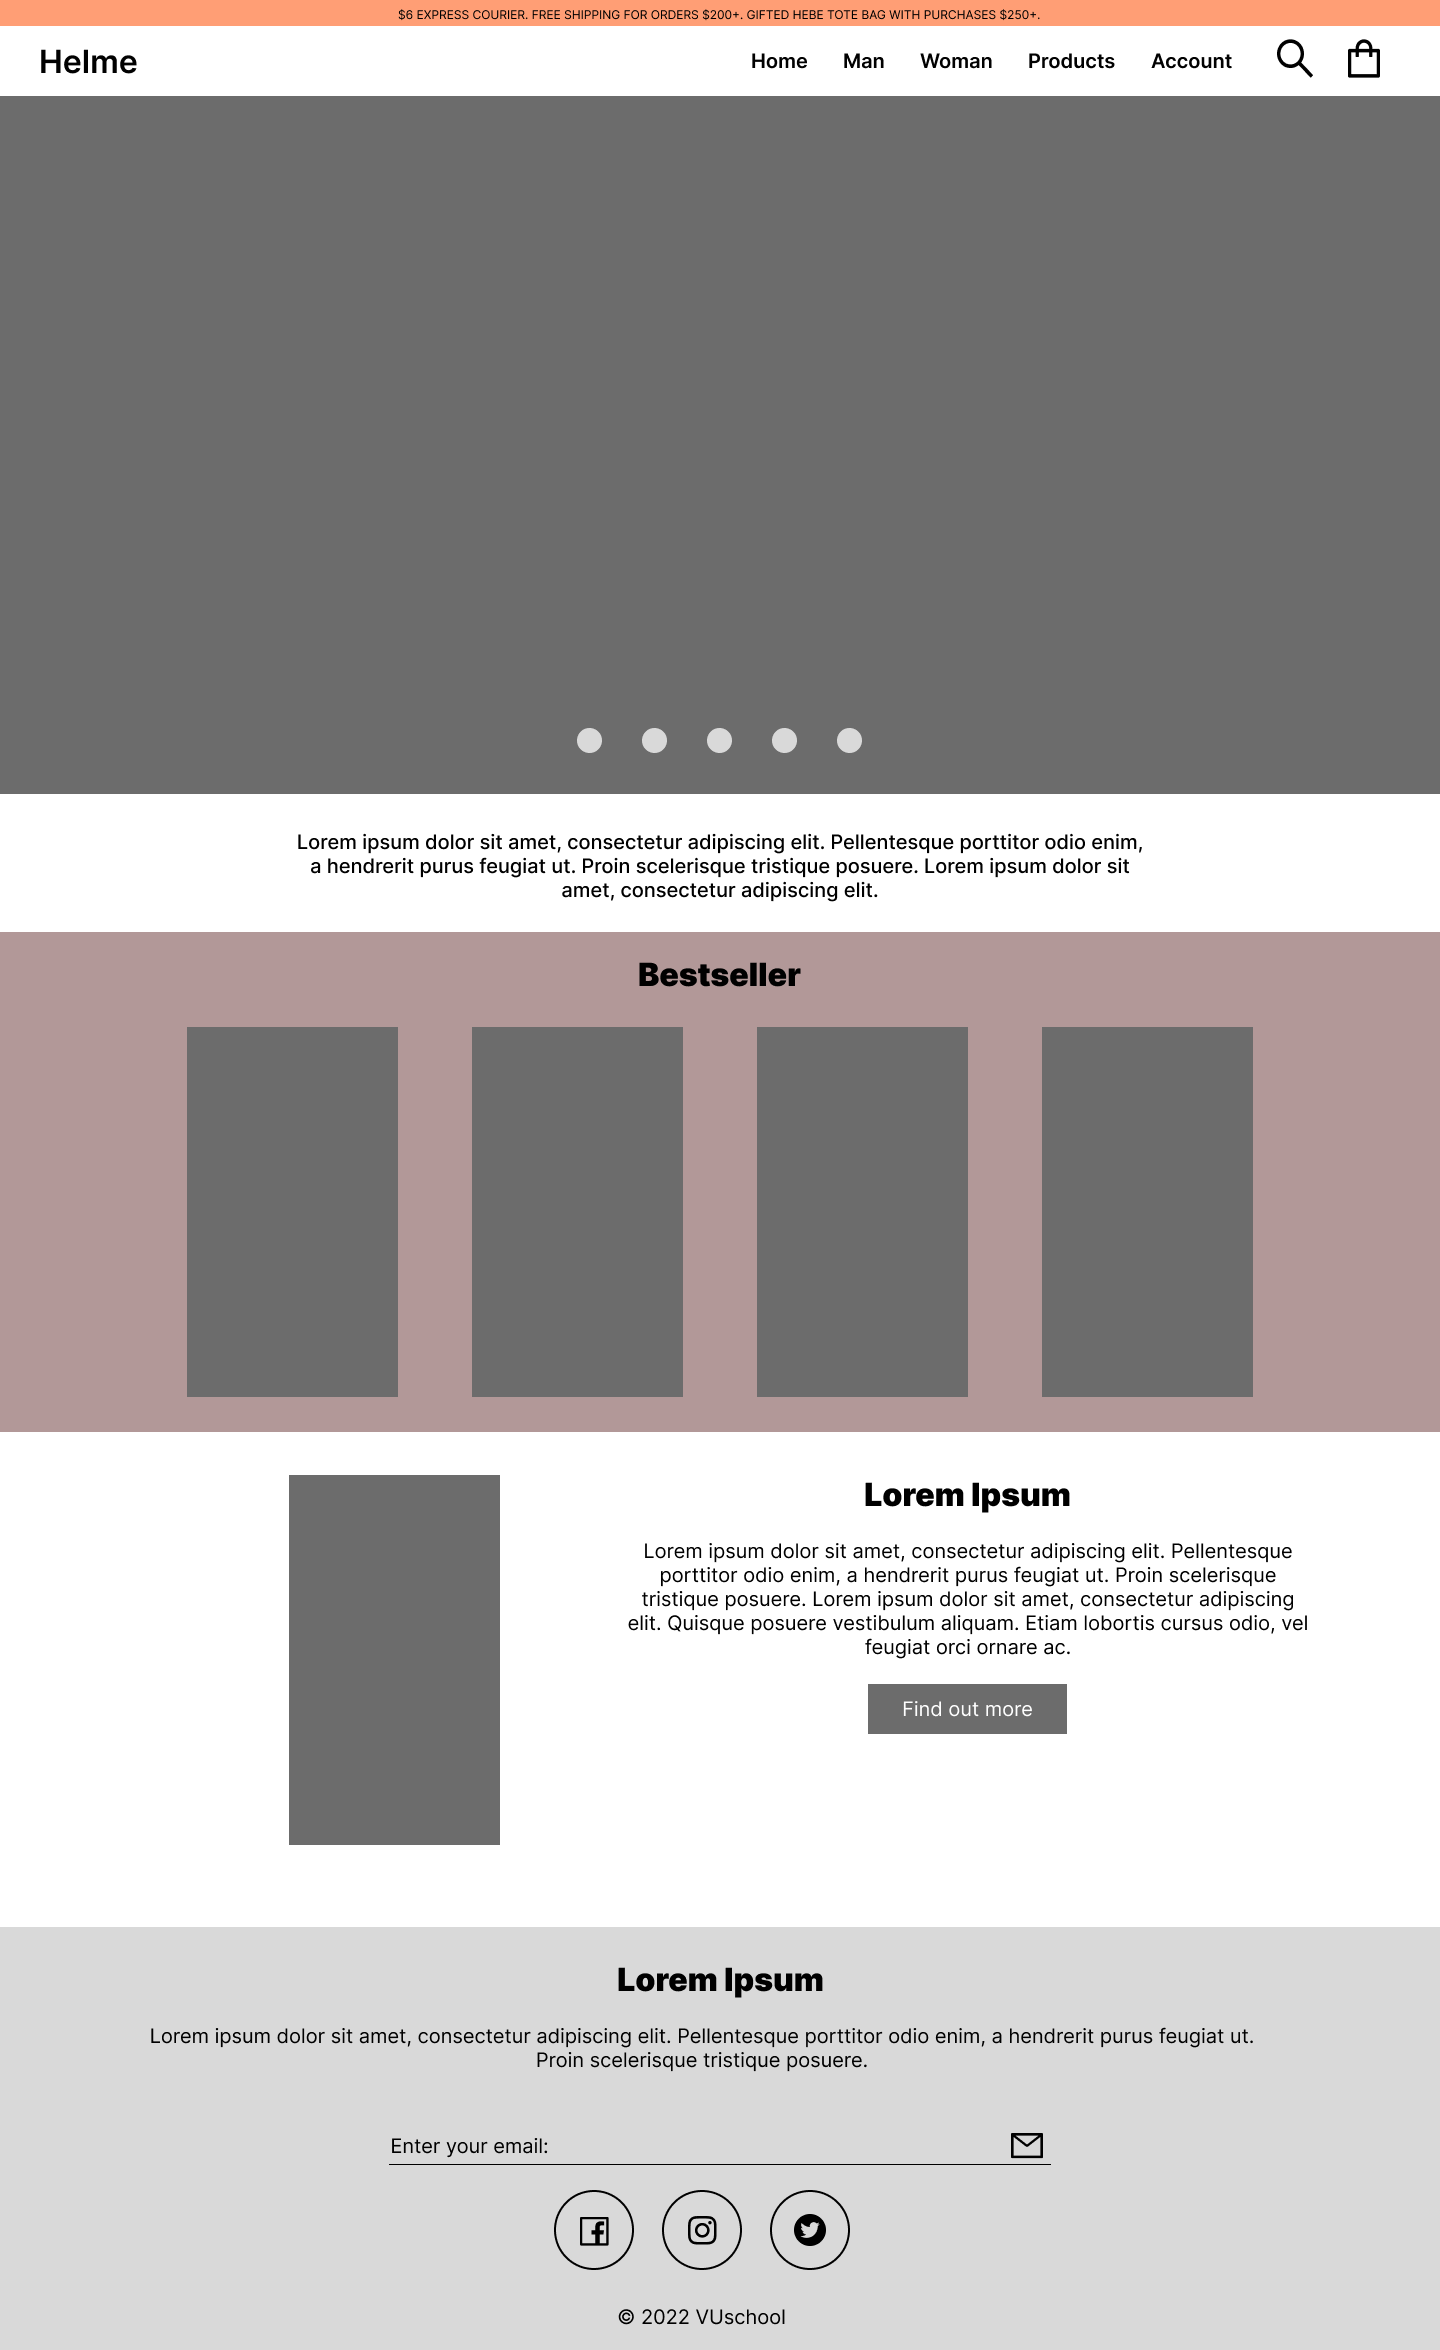 $6 EXPRESS COURIER. FREE SHIPPING FOR ORDERS $200+. GIFTED HEBE TOTE BAG WITH PURCHASES $250+.
Helme
Home Man Woman Products Account
Lorem ipsum dolor sit amet, consectetur adipiscing elit. Pellentesque porttitor odio enim,
a hendrerit purus feugiat ut. Proin scelerisque tristique posuere. Lorem ipsum dolor sit
amet, consectetur adipiscing elit.
Bestseller
Lorem Ipsum
Lorem ipsum dolor sit amet, consectetur adipiscing elit. Pellentesque
porttitor odio enim, a hendrerit purus feugiat ut. Proin scelerisque
tristique posuere. Lorem ipsum dolor sit amet, consectetur adipiscing
elit. Quisque posuere vestibulum aliquam. Etiam lobortis cursus odio, vel
feugiat orci ornare ac.
Find out more
Lorem Ipsum
Lorem ipsum dolor sit amet, consectetur adipiscing elit. Pellentesque porttitor odio enim, a hendrerit purus feugiat ut.
Proin scelerisque tristique posuere.
Enter your email:
© 2022 VUschool